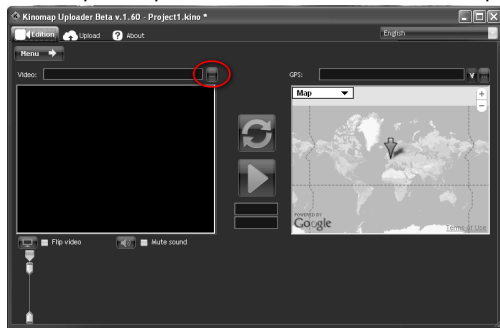 Kinomap Uploader Beta v.1.60 - Project1.kino *
Edition Upload ? About English
Menu
Video: GPS: V
Map
+
-
POWERED BY
Google
Terms of Use
Flip video Mute sound